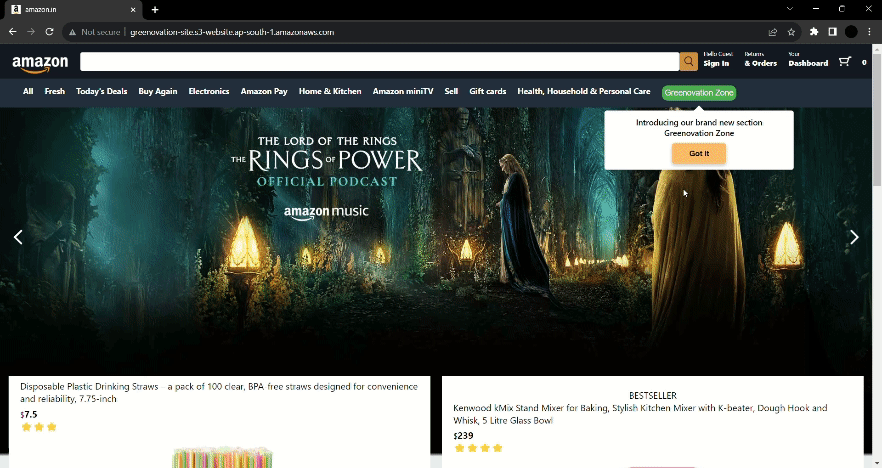 amazon.in
Not secure
greenovation-site.s3-website.ap-south-1.amazonaws.com
amazon
Hello Guest
Sign In
Returns
& Orders
Your
Dashboard
0
All Fresh Today's Deals Buy Again Electronics Amazon Pay Home & Kitchen Amazon miniTV Sell Gift cards Health, Household & Personal Care Greenovation Zone
Introducing our brand new section
Greenovation Zone
Got It
THE LORD OF THE RINGS
THE RINGS OF POWER
OFFICIAL PODCAST
amazon music
Disposable Plastic Drinking Straws – a pack of 100 clear, BPA free straws designed for convenience
and reliability, 7.75-inch
$7.5
BESTSELLER
Kenwood kMix Stand Mixer for Baking, Stylish Kitchen Mixer with K-beater, Dough Hook and
Whisk, 5 Litre Glass Bowl
$239